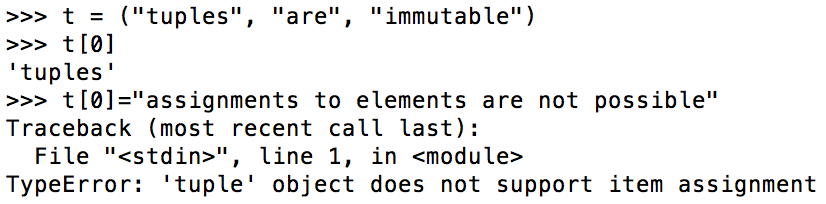 >>> t = ("tuples", "are", "immutable")
>>> t[0]
'tuples'
>>> t[0]="assignments to elements are not possible"
Traceback (most recent call last):
  File "<stdin>", line 1, in <module>
TypeError: 'tuple' object does not support item assignment